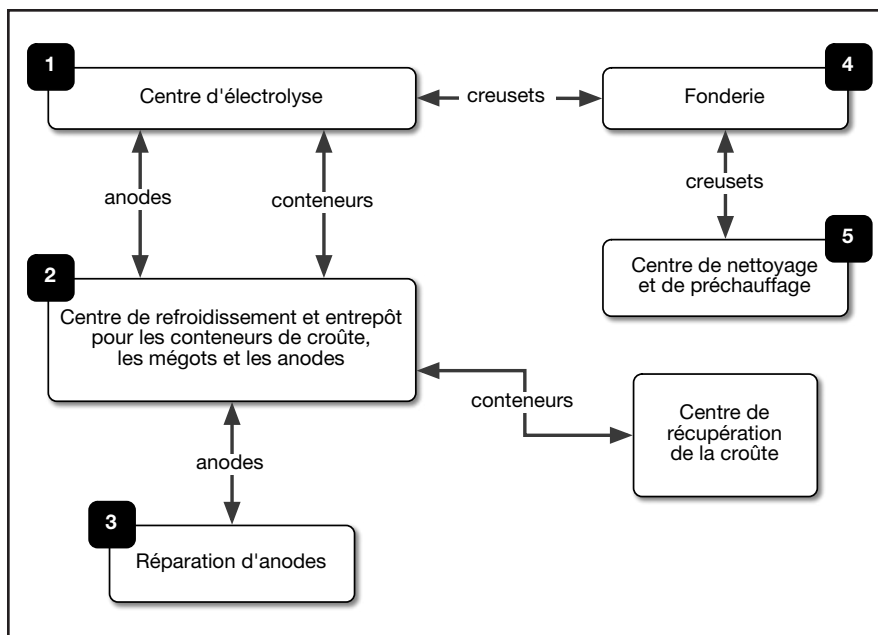 1
Centre d'électrolyse
creusets
4
Fonderie
anodes
conteneurs
creusets
2
Centre de refroidissement et entrepôt
pour les conteneurs de croûte,
les mégots et les anodes
5
Centre de nettoyage
et de préchauffage
conteneurs
Centre de
récupération
de la croûte
anodes
3
Réparation d'anodes